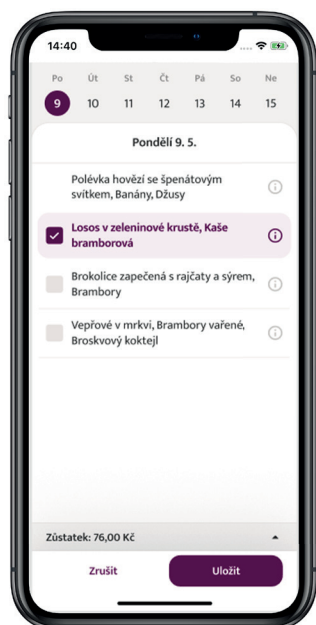 14:40
Po Út St Čt Pá So Ne
9 10 11 12 13 14 15
Pondělí 9. 5.
Polévka hovězí se špenátovým
svítkem, Banány, Džusy
Losos v zeleninové krustě, Kaše
bramborová
Brokolice zapečená s rajčaty a sýrem,
Brambory
Vepřové v mrkvi, Brambory vařené,
Broskvový koktejl
Zůstatek: 76,00 Kč
Zrušit Uložit